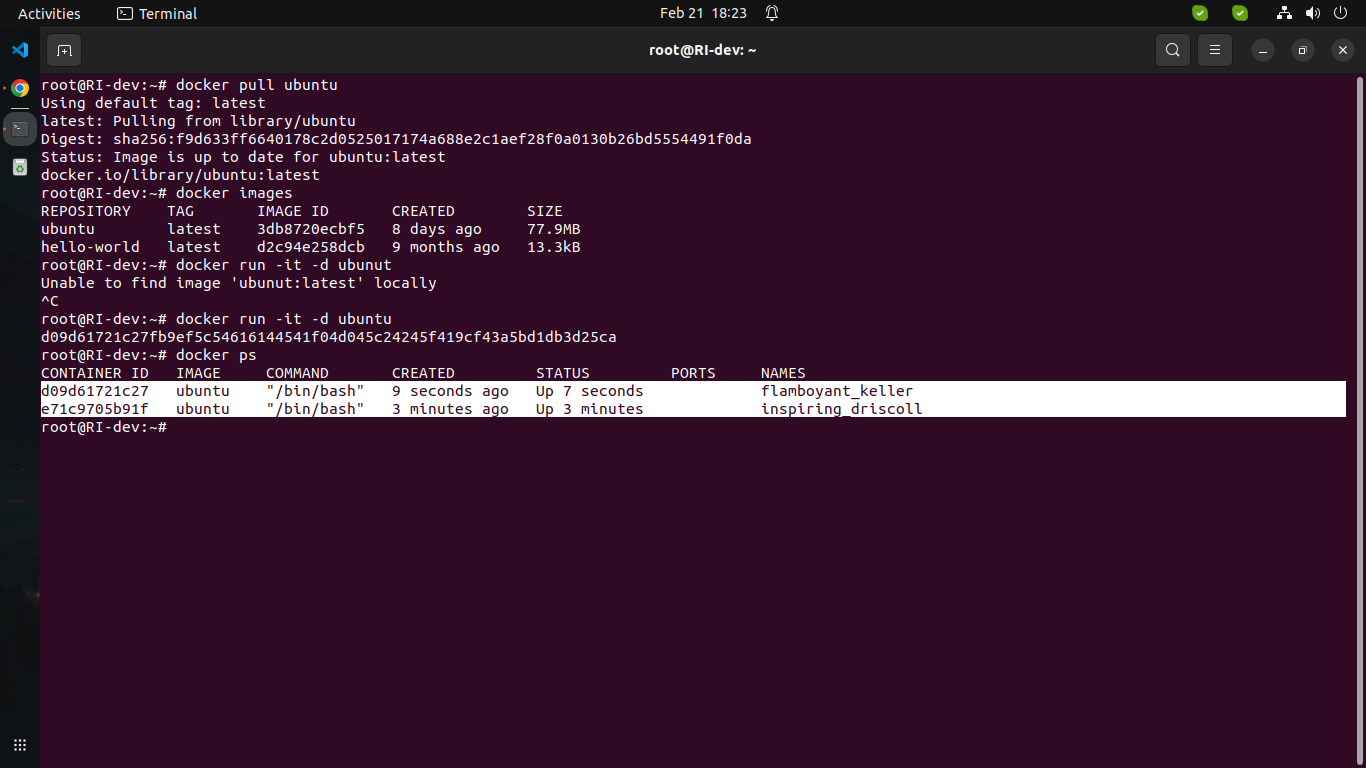 Activities Terminal Feb 21 18:23
root@RI-dev: ~
root@RI-dev:~# docker pull ubuntu
Using default tag: latest
latest: Pulling from library/ubuntu
Digest: sha256:f9d633ff6640178c2d0525017174a688e2c1aef28f0a0130b26bd5554491f0da
Status: Image is up to date for ubuntu:latest
docker.io/library/ubuntu:latest
root@RI-dev:~# docker images
REPOSITORY    TAG       IMAGE ID       CREATED        SIZE
ubuntu        latest    3db8720ecbf5   8 days ago     77.9MB
hello-world   latest    d2c94e258dcb   9 months ago   13.3kB
root@RI-dev:~# docker run -it -d ubunut
Unable to find image 'ubunut:latest' locally
^C
root@RI-dev:~# docker run -it -d ubuntu
d09d61721c27fb9ef5c54616144541f04d045c24245f419cf43a5bd1db3d25ca
root@RI-dev:~# docker ps
CONTAINER ID   IMAGE     COMMAND       CREATED         STATUS         PORTS     NAMES
d09d61721c27   ubuntu    "/bin/bash"   9 seconds ago   Up 7 seconds             flamboyant_keller
e71c9705b91f   ubuntu    "/bin/bash"   3 minutes ago   Up 3 minutes             inspiring_driscoll
root@RI-dev:~#